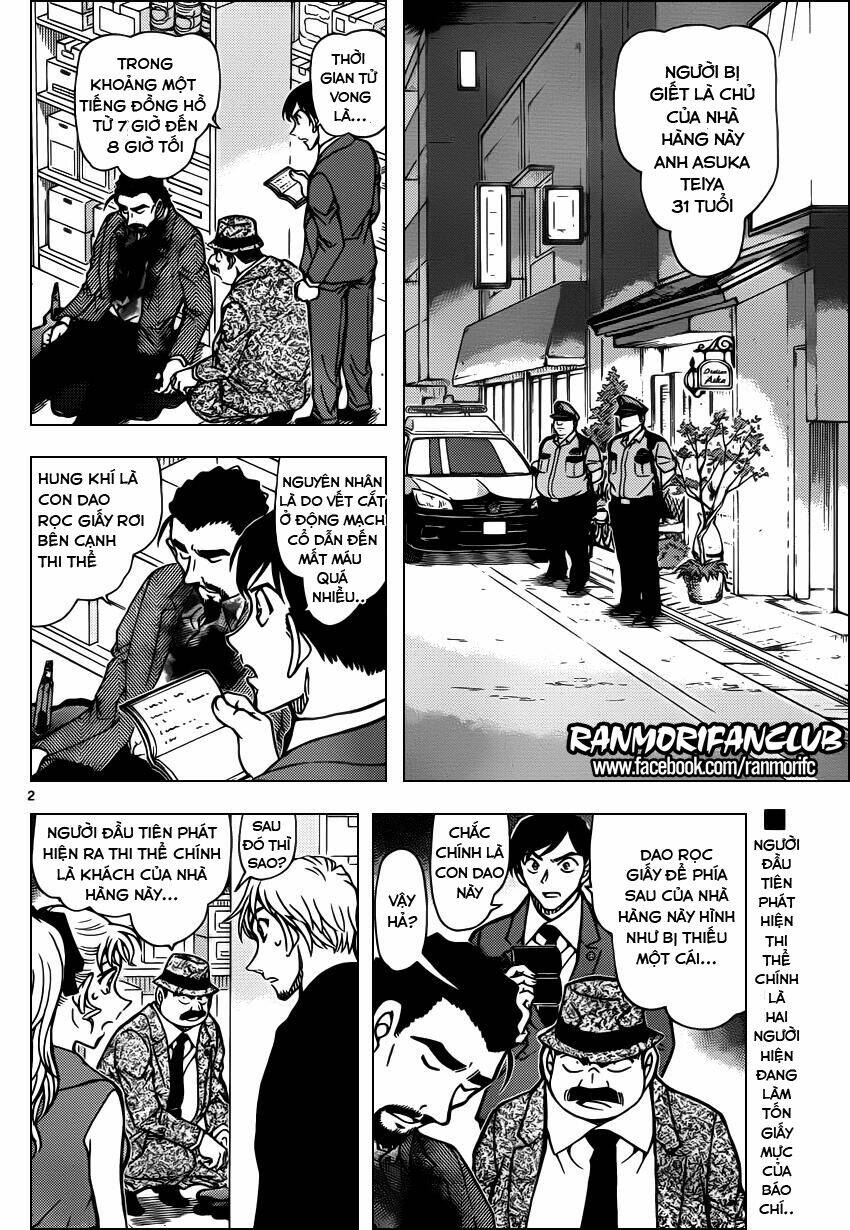 NGƯỜI BỊ
GIẾT LÀ CHỦ
CỦA NHÀ
HÀNG NÀY
ANH ASUKA
TEIYA
31 TUỔI
Asuka
RANMORIFANCLUB
www.facebook.com/ranmorifc
THỜI
GIAN TỬ
VONG
LÀ...
TRONG
KHOẢNG MỘT
TIẾNG ĐỒNG HỒ
TỪ 7 GIỜ ĐẾN
8 GIỜ TỐI
NGUYÊN NHÂN
LÀ DO VẾT CẮT
Ở ĐỘNG MẠCH
CỔ DẪN ĐẾN
MẤT MÁU
QUÁ
NHIỀU..
HUNG KHÍ LÀ
CON DAO
RỌC GIẤY RƠI
BÊN CẠNH
THI THỂ
2
NGƯỜI
ĐẦU
TIÊN
PHÁT
HIỆN
THI
THỂ
CHÍNH
LÀ
HAI
NGƯỜI
HIỆN
ĐANG
LÀM
TỐN
GIẤY
MỰC
CỦA
BÁO
CHÍ..
DAO RỌC
GIẤY ĐỂ PHÍA
SAU CỦA NHÀ
HÀNG NÀY HÌNH
NHƯ BỊ THIẾU
MỘT CÁI...
CHẮC
CHÍNH LÀ
CON DAO
NÀY
VẬY
HẢ?
SAU
ĐÓ THÌ
SAO?
NGƯỜI ĐẦU TIÊN PHÁT
HIỆN RA THI THỂ CHÍNH
LÀ KHÁCH CỦA NHÀ
HÀNG NÀY...